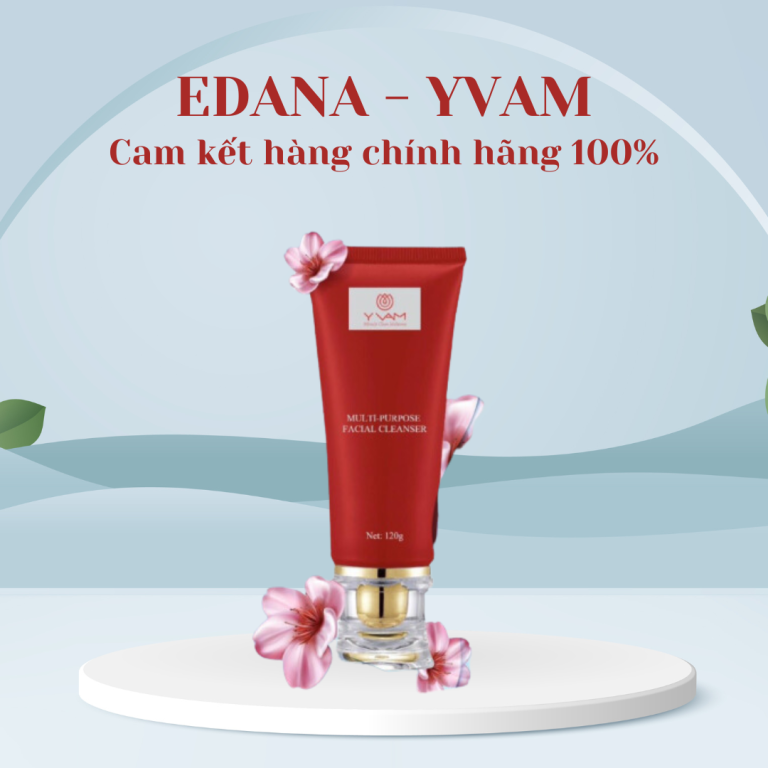 EDANA – YVAM
Cam kết hàng chính hãng 100%
YVAM
MULTI-PURPOSE
FACIAL CLEANSER
Net: 120g